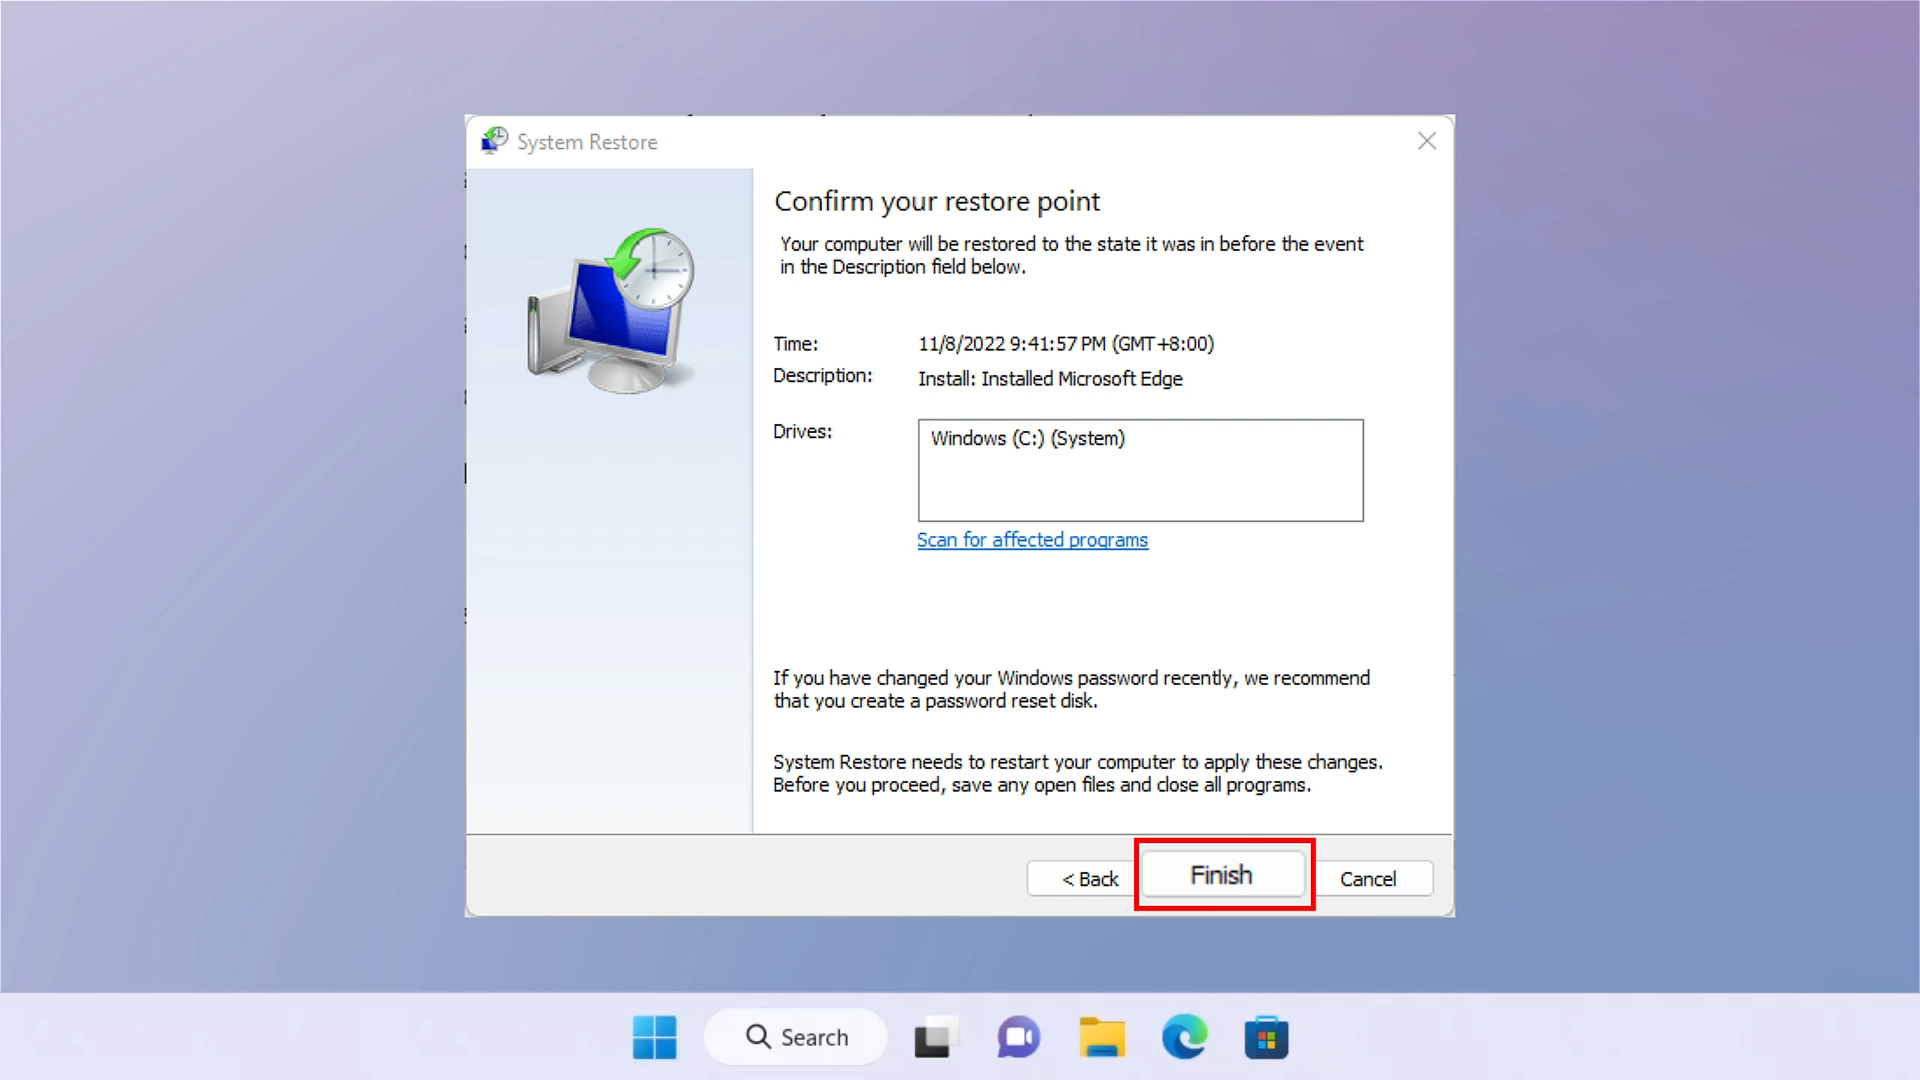 System Restore
Confirm your restore point
Your computer will be restored to the state it was in before the event
in the Description field below.
Time: 11/8/2022 9:41:57 PM (GMT+8:00)
Description: Install: Installed Microsoft Edge
Drives: Windows (C:) (System)
Scan for affected programs
If you have changed your Windows password recently, we recommend
that you create a password reset disk.
System Restore needs to restart your computer to apply these changes.
Before you proceed, save any open files and close all programs.
< Back Finish Cancel
Search